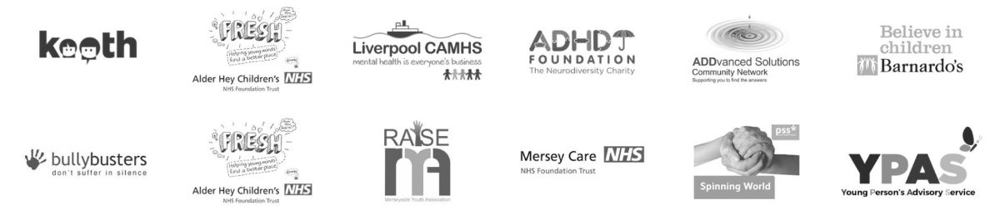 kooth
FRESH
Helping young minds
find a better place
Alder Hey Children's NHS
NHS Foundation Trust
Liverpool CAMHS
mental health is everyone's business
ADHD
FOUNDATION
The Neurodiversity Charity
ADDvanced Solutions
Community Network
Supporting you to find the answers
Believe in
children
Barnardo's
bullybusters
don't suffer in silence
FRESH
Helping young minds
find a better place
Alder Hey Children's NHS
NHS Foundation Trust
RAISE
Merseyside Youth Association
Mersey Care NHS
NHS Foundation Trust
pss*
Spinning World
YPAS
Young Person's Advisory Service